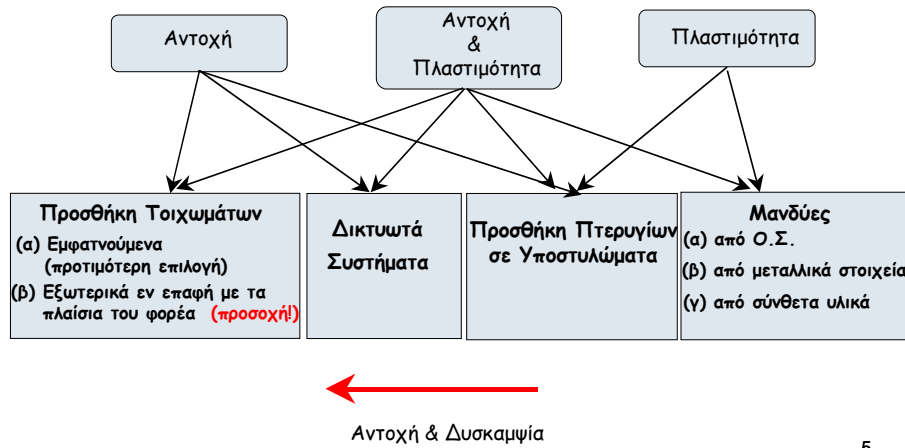 Αντοχή
Αντοχή
&
Πλαστιμότητα
Πλαστιμότητα
Προσθήκη Τοιχωμάτων
(α) Εμφατνούμενα
(προτιμότερη επιλογή)
(β) Εξωτερικά εν επαφή με τα
πλαίσια του φορέα (προσοχή!)
Δικτυωτά
Συστήματα
Προσθήκη Πτερυγίων
σε Υποστυλώματα
Μανδύες
(α) από Ο.Σ.
(β) από μεταλλικά στοιχεία
(γ) από σύνθετα υλικά
Αντοχή & Δυσκαμψία
5